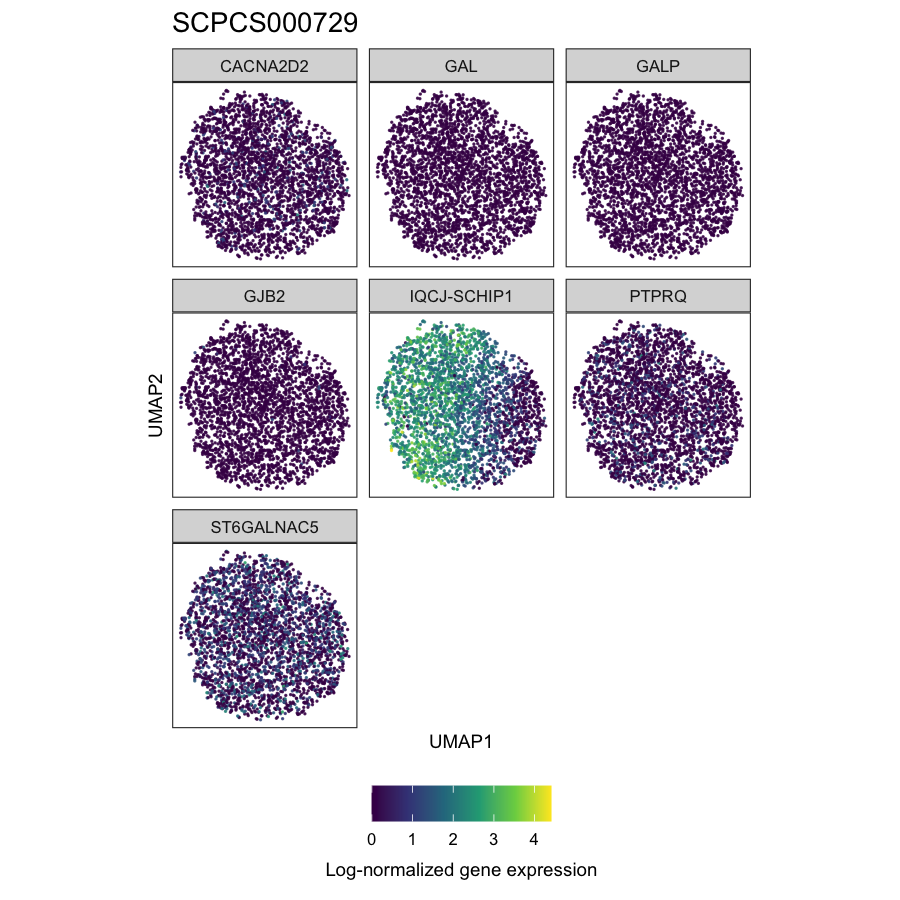 SCPCS000729
CACNA2D2 GAL GALP
GJB2 IQCJ-SCHIP1 PTPRQ
UMAP2
ST6GALNAC5
UMAP1
0 1 2 3 4
Log-normalized gene expression